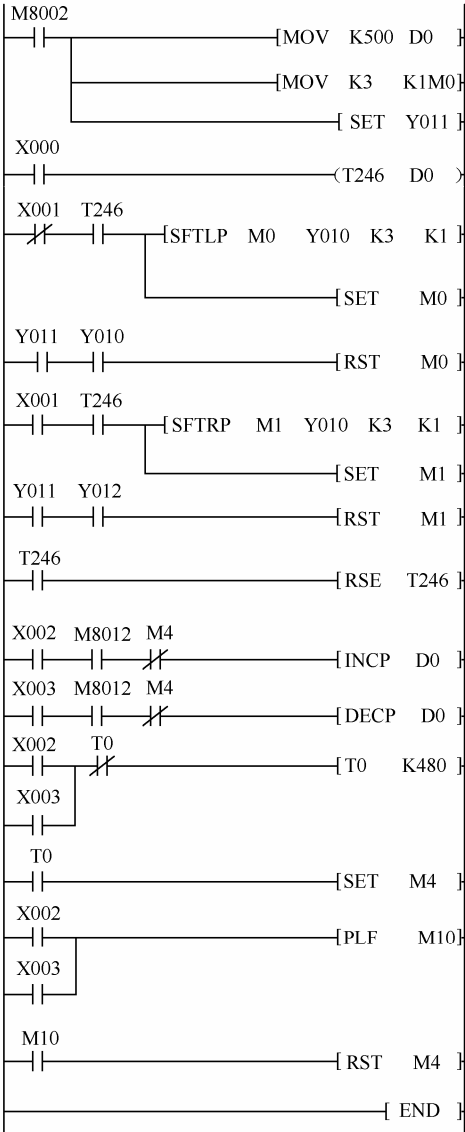 M8002
[MOV K500 D0 ]
[MOV K3 K1M0]
[ SET Y011 ]
X000
(T246 D0 )
X001 T246
[SFTLP M0 Y010 K3 K1 ]
[SET M0 ]
Y011 Y010
[RST M0 ]
X001 T246
[SFTRP M1 Y010 K3 K1 ]
[SET M1 ]
Y011 Y012
[RST M1 ]
T246
[RSE T246 ]
X002 M8012 M4
[INCP D0 ]
X003 M8012 M4
[DECP D0 ]
X002 T0
[T0 K480 ]
X003
T0
[SET M4 ]
X002
[PLF M10]
X003
M10
[RST M4 ]
[ END ]